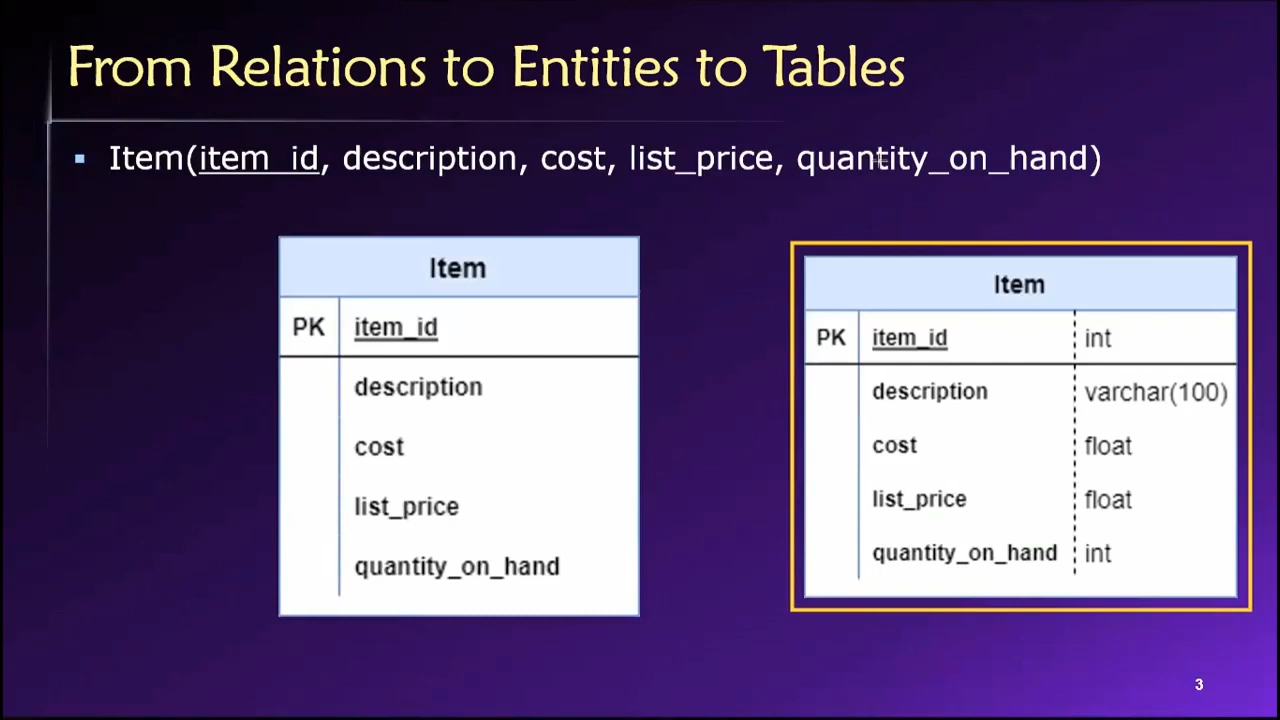 From Relations to Entities to Tables
Item(item_id, description, cost, list_price, quantity_on_hand)
Item
PK item_id
description
cost
list_price
quantity_on_hand
Item
PK item_id int
description varchar(100)
cost float
list_price float
quantity_on_hand int
3